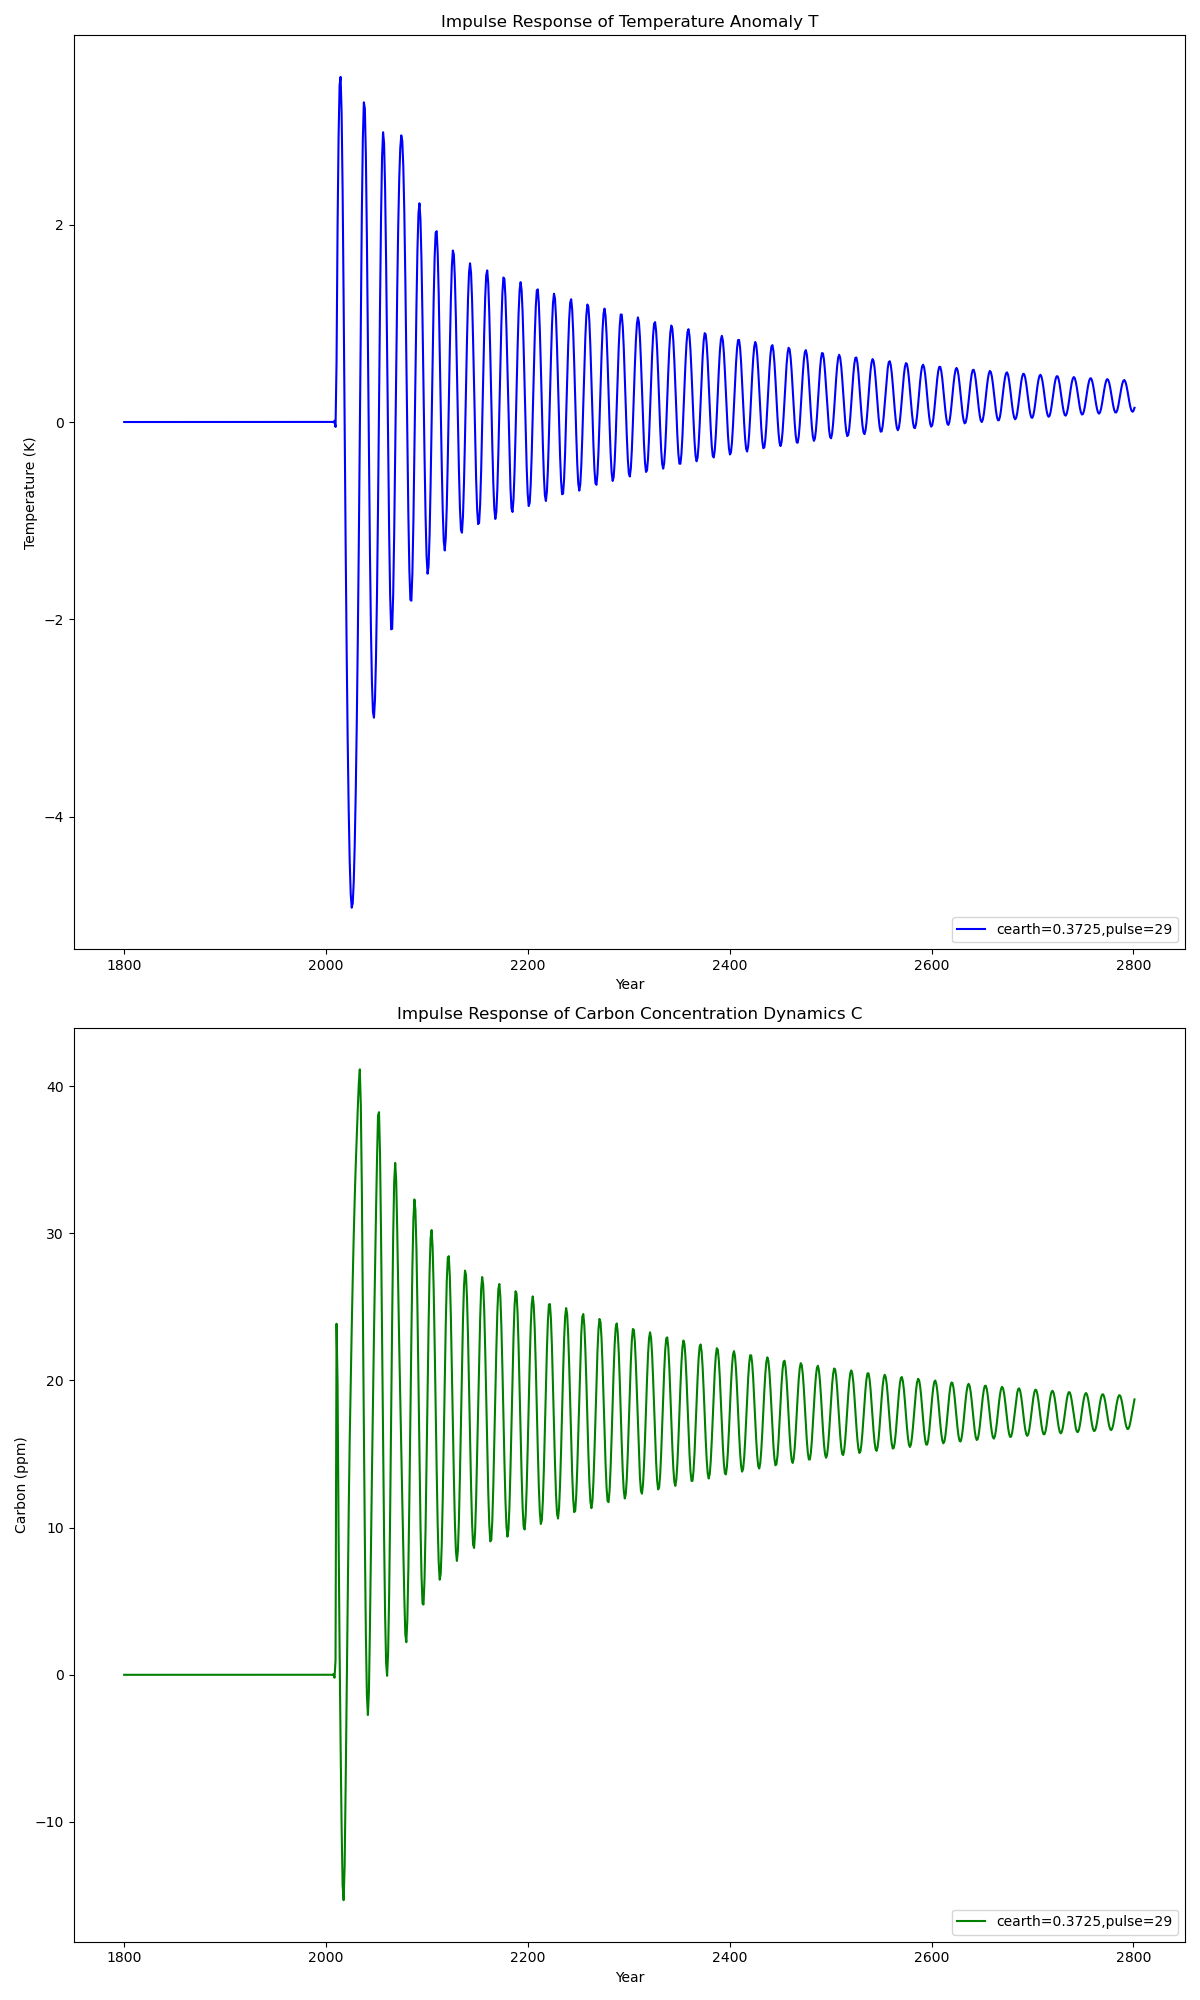 Impulse Response of Temperature Anomaly T
2
0
−2
−4
Temperature (K)
cearth=0.3725,pulse=29
1800 2000 2200 2400 2600 2800
Year
Impulse Response of Carbon Concentration Dynamics C
40
30
20
10
0
−10
Carbon (ppm)
cearth=0.3725,pulse=29
1800 2000 2200 2400 2600 2800
Year